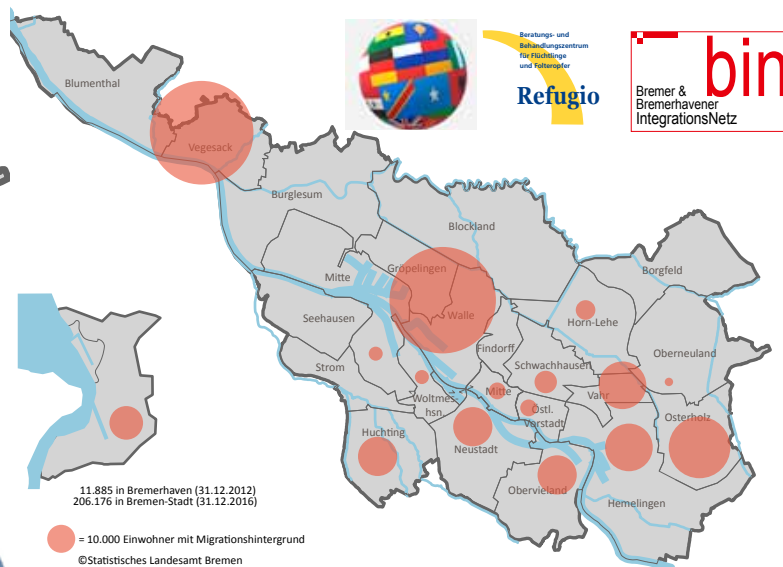 Beratungs- und
Behandlungszentrum
für Flüchtlinge
und Folteropfer
Refugio
bin
Bremer &
Bremerhavener
IntegrationsNetz
Blumenthal
Vegesack
Burglesum
Blockland
Borgfeld
Gröpelingen
Mitte
Walle
Seehausen
Horn-Lehe
Findorff
Oberneuland
Strom
Schwachhausen
Mitte
Vahr
Woltmes-
hsn.
Östl.
Vorstadt
Osterholz
Huchting
Neustadt
Obervieland
Hemelingen
11.885 in Bremerhaven (31.12.2012)
206.176 in Bremen-Stadt (31.12.2016)
= 10.000 Einwohner mit Migrationshintergrund
©Statistisches Landesamt Bremen